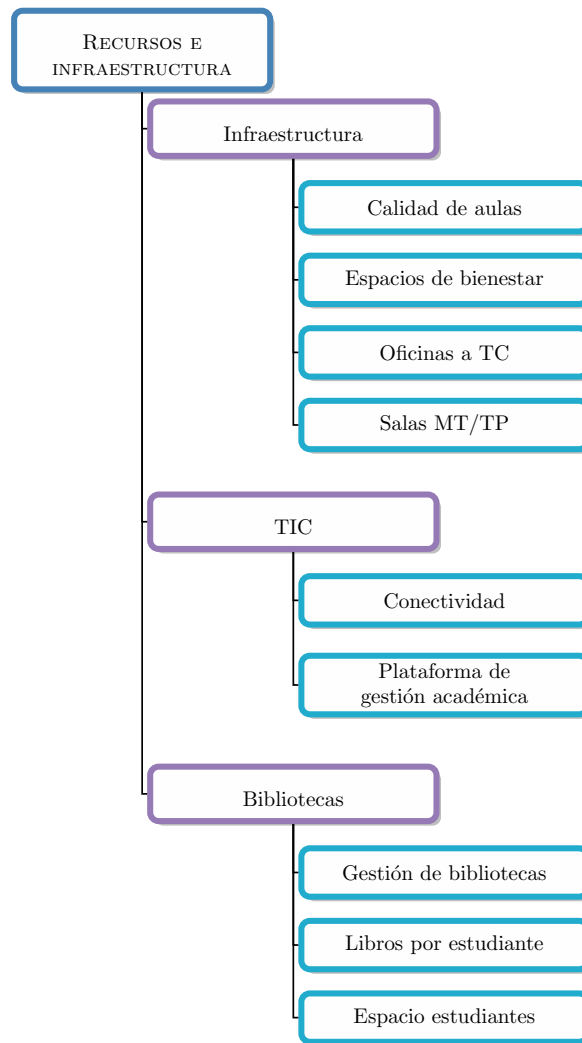 RECURSOS E
INFRAESTRUCTURA
Infraestructura
Calidad de aulas
Espacios de bienestar
Oficinas a TC
Salas MT/TP
TIC
Conectividad
Plataforma de
gestión académica
Bibliotecas
Gestión de bibliotecas
Libros por estudiante
Espacio estudiantes